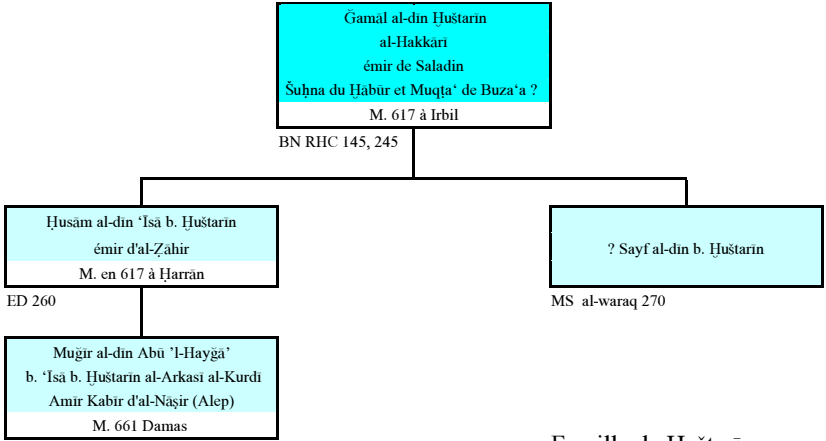 Ğamāl al-dīn Ḫuštarīn
al-Hakkārī
émir de Saladin
Šuḥna du Ḫābūr et Muqṭa‘ de Buza‘a ?
M. 617 à Irbil
BN RHC 145, 245
Ḥusām al-dīn ‘Īsā b. Ḫuštarīn
émir d'al-Ẓāhir
M. en 617 à Ḥarrān
ED 260
? Sayf al-dīn b. Ḫuštarīn
MS al-waraq 270
Muğīr al-dīn Abū ’l-Hayğā’
b. ‘Īsā b. Ḫuštarīn al-Arkasī al-Kurdī
Amīr Kabīr d'al-Nāṣir (Alep)
M. 661 Damas